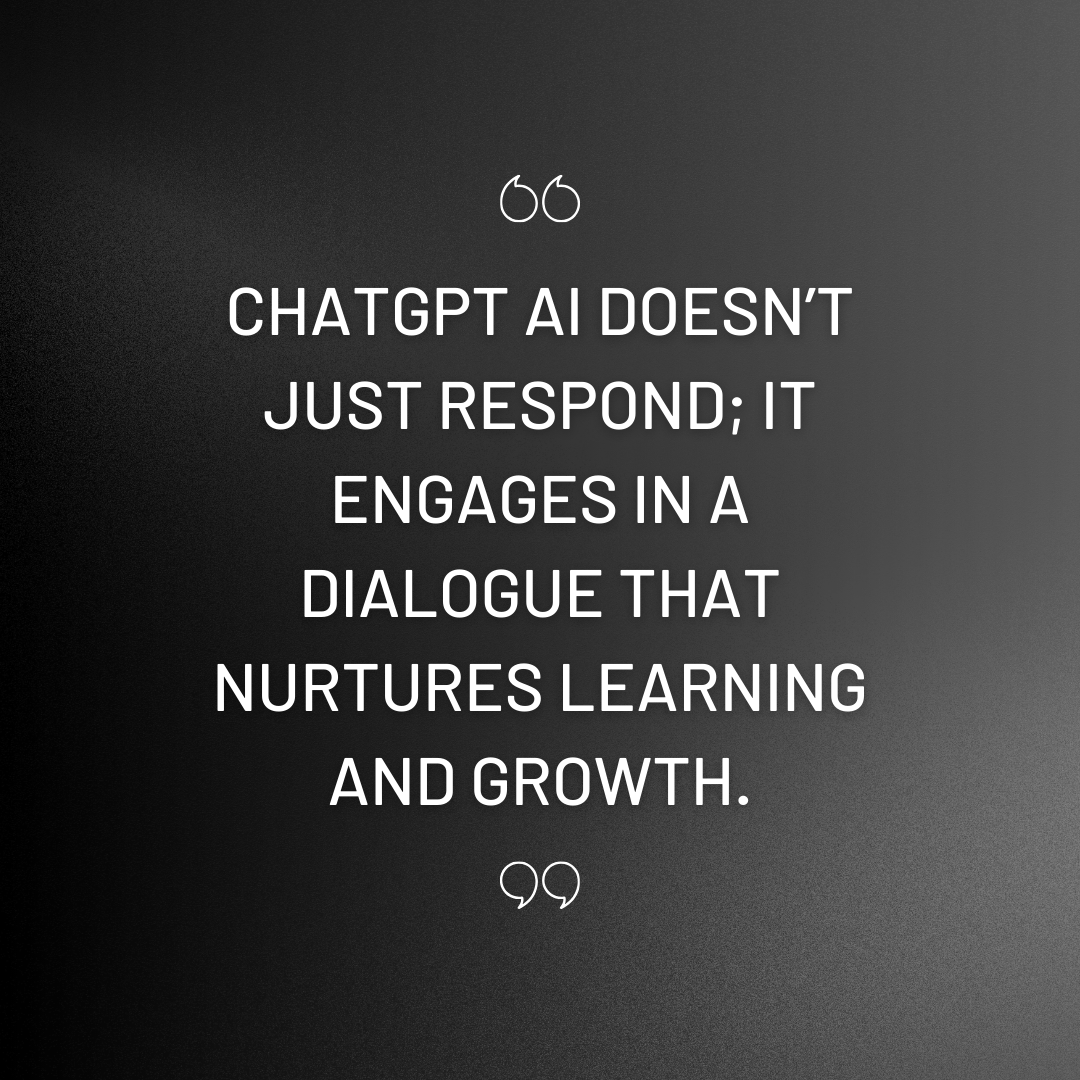 “
CHATGPT AI DOESN’T
JUST RESPOND; IT
ENGAGES IN A
DIALOGUE THAT
NURTURES LEARNING
AND GROWTH.
”